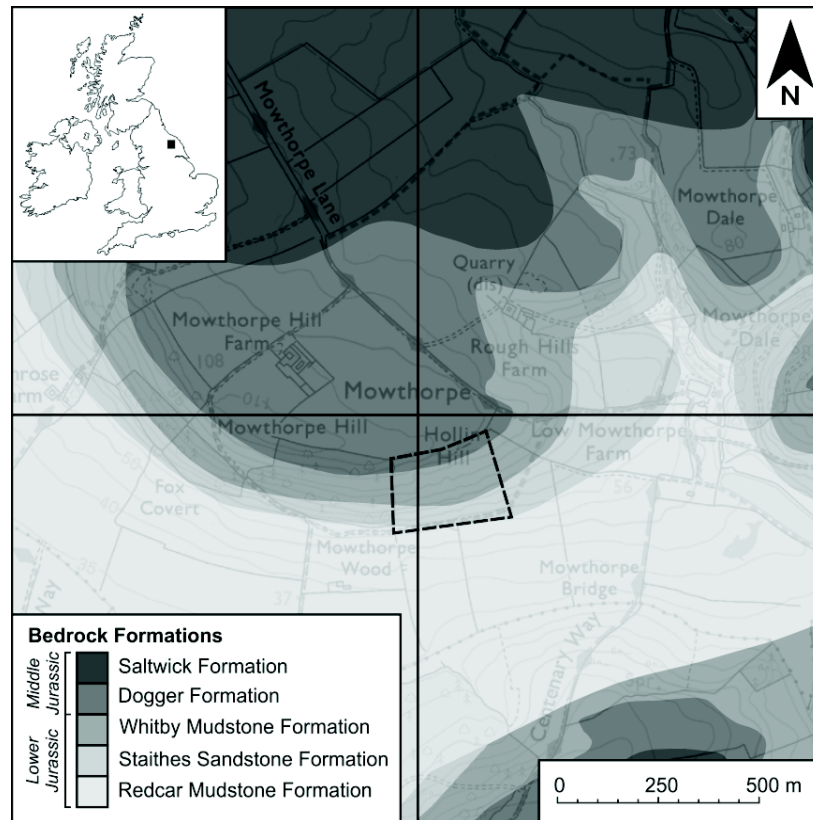 N
Mowthorpe Lane
73
Mowthorpe
Dale
80
Quarry
(dis)
Mowthorpe Hill
Farm
108
Rough Hills
Farm
Mowthorpe
Dale
Mowthorpe
110
Mowthorpe Hill
Hollin
Hill
Low Mowthorpe
Farm
50
40
Fox
Covert
56
35
Mowthorpe
Wood
37
Mowthorpe
Bridge
Way
Centenary Way
Bedrock Formations
Middle
Jurassic
Saltwick Formation
Dogger Formation
Lower
Jurassic
Whitby Mudstone Formation
Staithes Sandstone Formation
Redcar Mudstone Formation
0 250 500 m